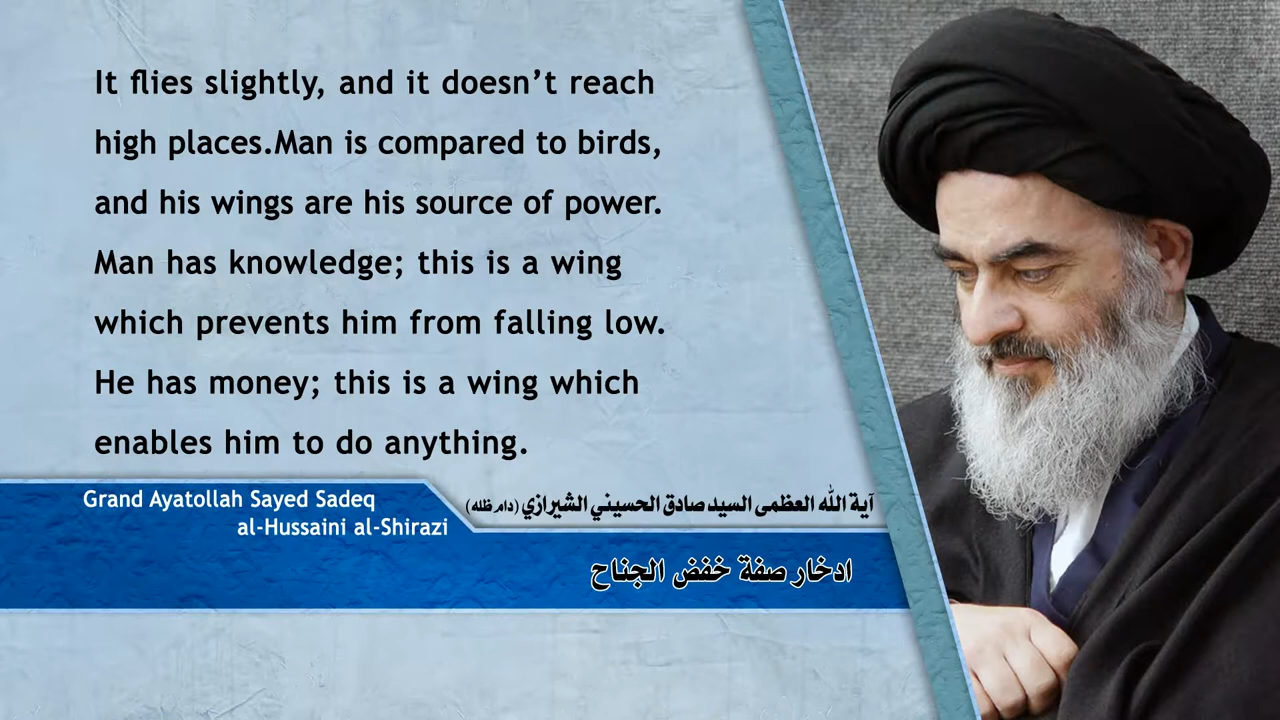 It flies slightly, and it doesn’t reach
high places.Man is compared to birds,
and his wings are his source of power.
Man has knowledge; this is a wing
which prevents him from falling low.
He has money; this is a wing which
enables him to do anything.
Grand Ayatollah Sayed Sadeq
al-Hussaini al-Shirazi
آية الله العظمى السيد صادق الحسيني الشيرازي (دام ظله)
ادخار صفة خفض الجناح